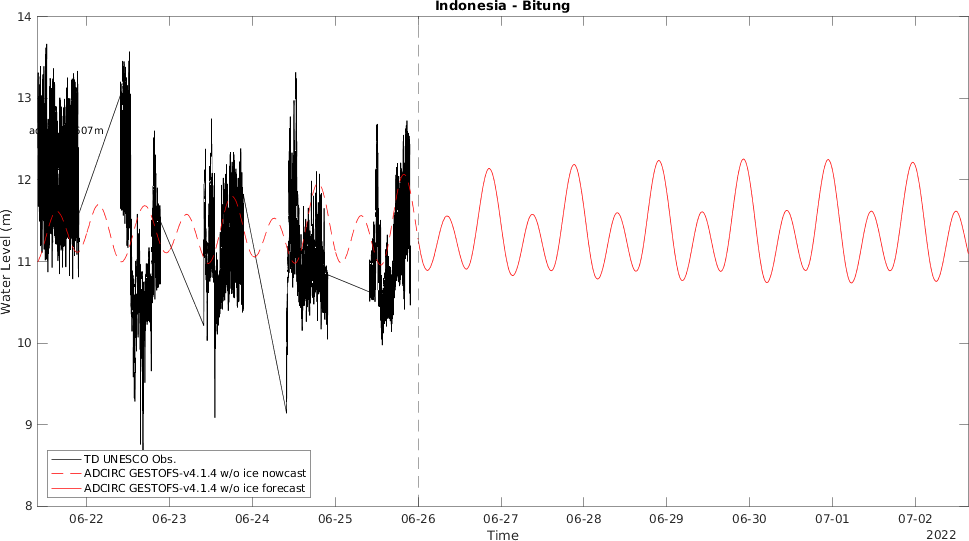 Indonesia - Bitung
14
13
12
11
10
9
8
Water Level (m)
507m
TD UNESCO Obs.
ADCIRC GESTOFS-v4.1.4 w/o ice nowcast
ADCIRC GESTOFS-v4.1.4 w/o ice forecast
06-22 06-23 06-24 06-25 06-26 06-27 06-28 06-29 06-30 07-01 07-02
Time
2022